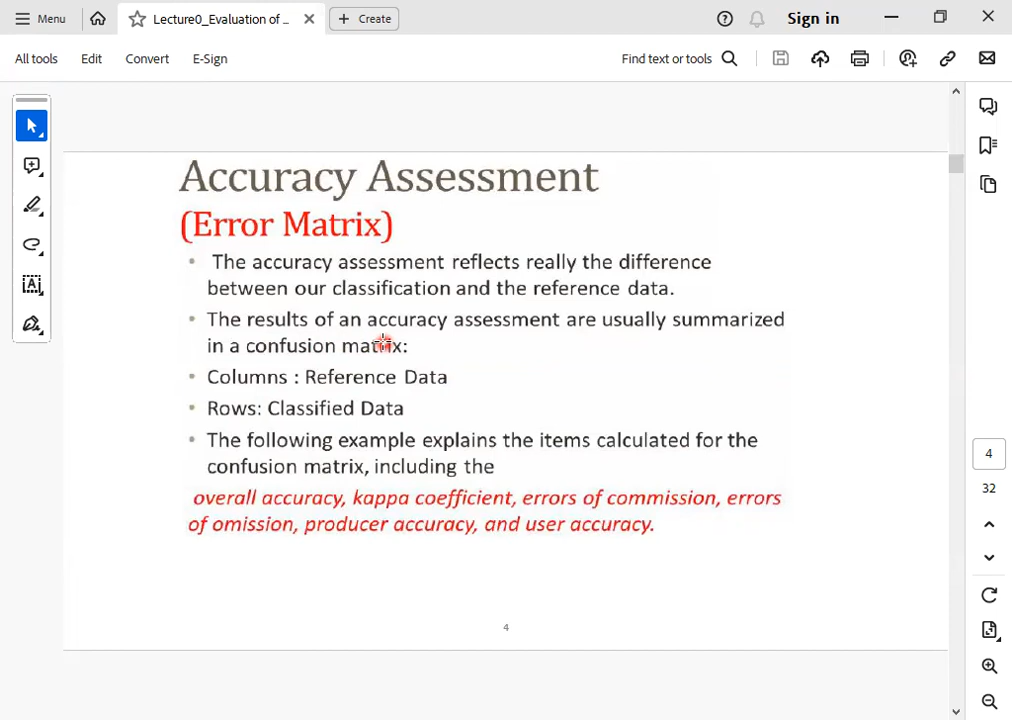 Menu
Lecture0_Evaluation of ...
Create
Sign in
All tools
Edit
Convert
E-Sign
Find text or tools
Accuracy Assessment
(Error Matrix)
• The accuracy assessment reflects really the difference
between our classification and the reference data.
• The results of an accuracy assessment are usually summarized
in a confusion matrix:
• Columns : Reference Data
• Rows: Classified Data
• The following example explains the items calculated for the
confusion matrix, including the
overall accuracy, kappa coefficient, errors of commission, errors
of omission, producer accuracy, and user accuracy.
4
4
32